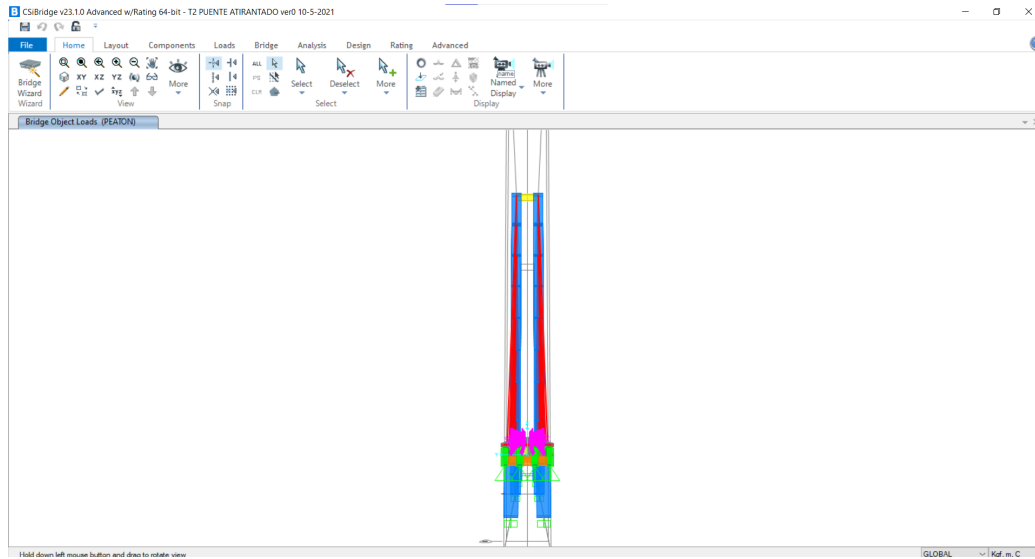 CSiBridge v23.1.0 Advanced w/Rating 64-bit - T2 PUENTE ATIRANTADO ver0 10-5-2021
File Home Layout Components Loads Bridge Analysis Design Rating Advanced
XY XZ YZ
ALL
PS
CLR
name
Bridge Wizard
More
Select
Deselect
More
Named Display
More
Wizard View Snap Select Display
Bridge Object Loads (PEATON)
Hold down left mouse button and drag to rotate view
GLOBAL
Kgf, m, C